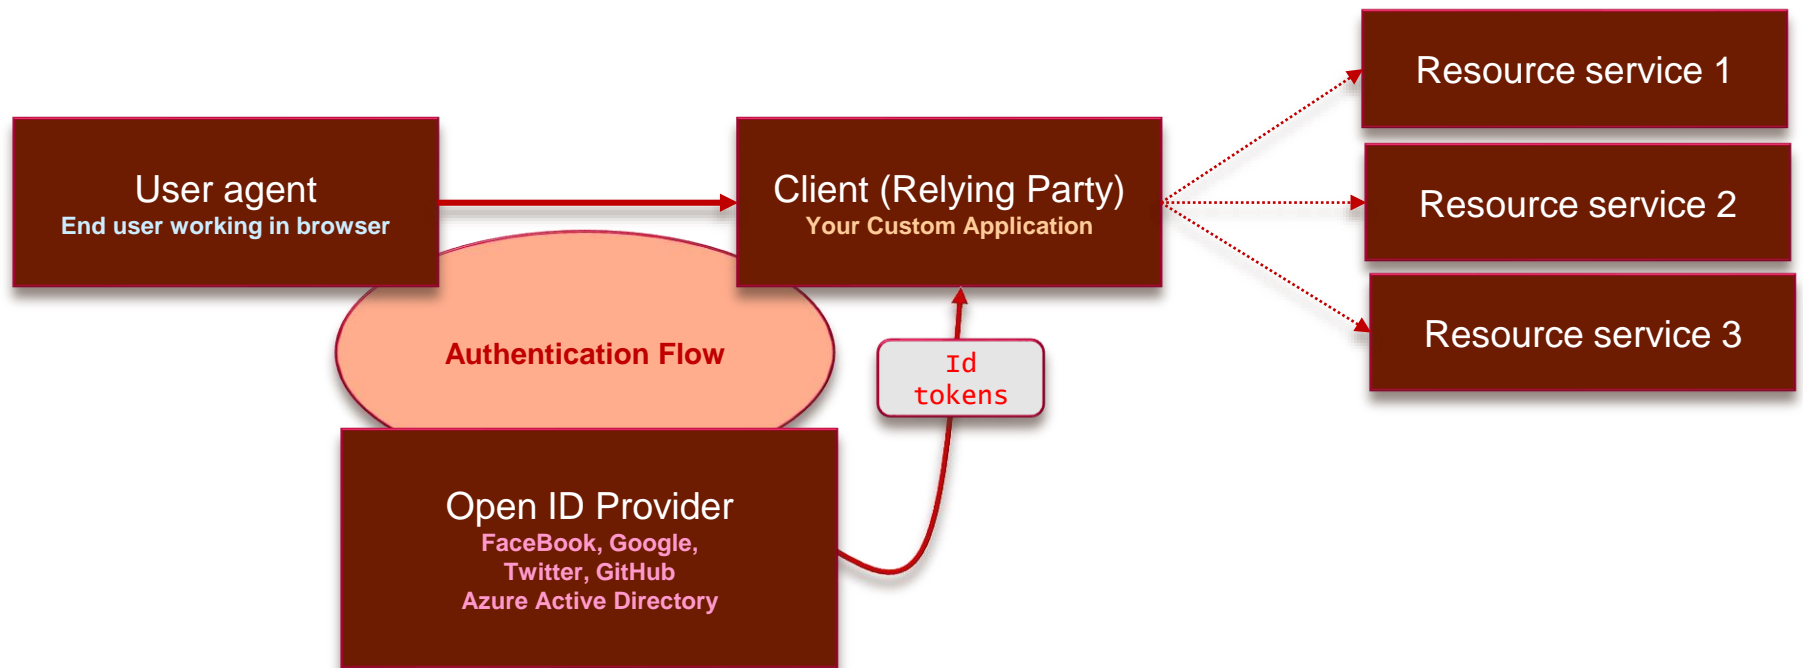 User agent
End user working in browser
Client (Relying Party)
Your Custom Application
Resource service 1
Resource service 2
Resource service 3
Authentication Flow
Id
tokens
Open ID Provider
FaceBook, Google,
Twitter, GitHub
Azure Active Directory